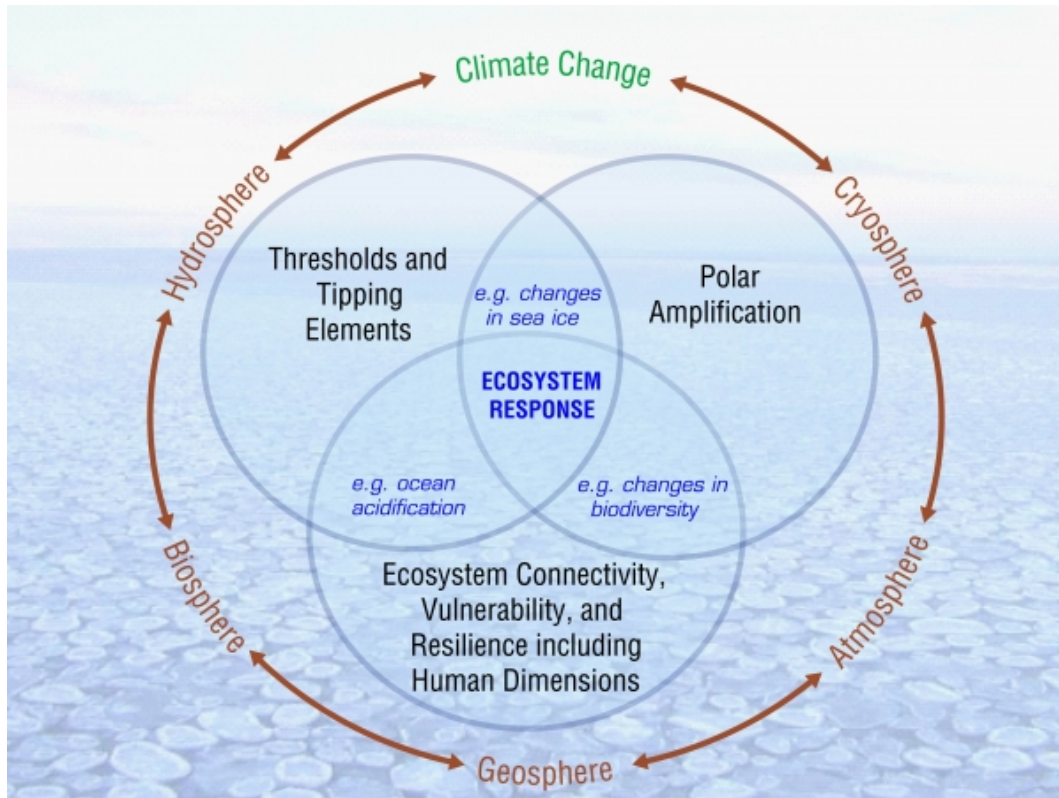 Climate Change
Hydrosphere
Cryosphere
Thresholds and
Tipping
Elements
e.g. changes
in sea ice
Polar
Amplification
ECOSYSTEM
RESPONSE
e.g. ocean
acidification
e.g. changes in
biodiversity
Biosphere
Atmosphere
Ecosystem Connectivity,
Vulnerability, and
Resilience including
Human Dimensions
Geosphere